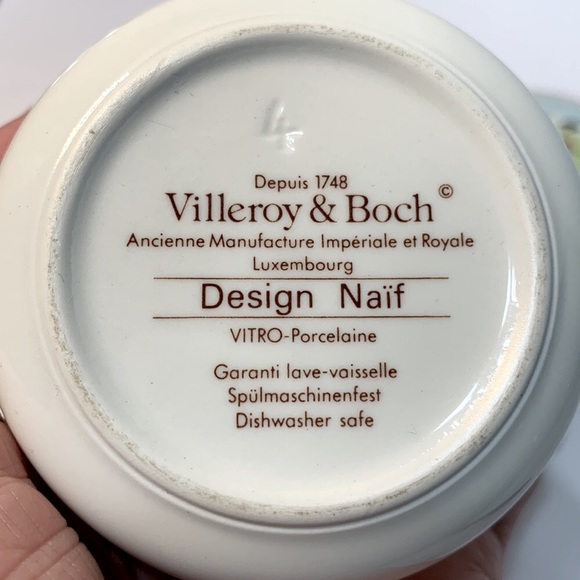 4
Depuis 1748
Villeroy & Boch ©
Ancienne Manufacture Impériale et Royale
Luxembourg
Design Naïf
VITRO-Porcelaine
Garanti lave-vaisselle
Spülmaschinenfest
Dishwasher safe